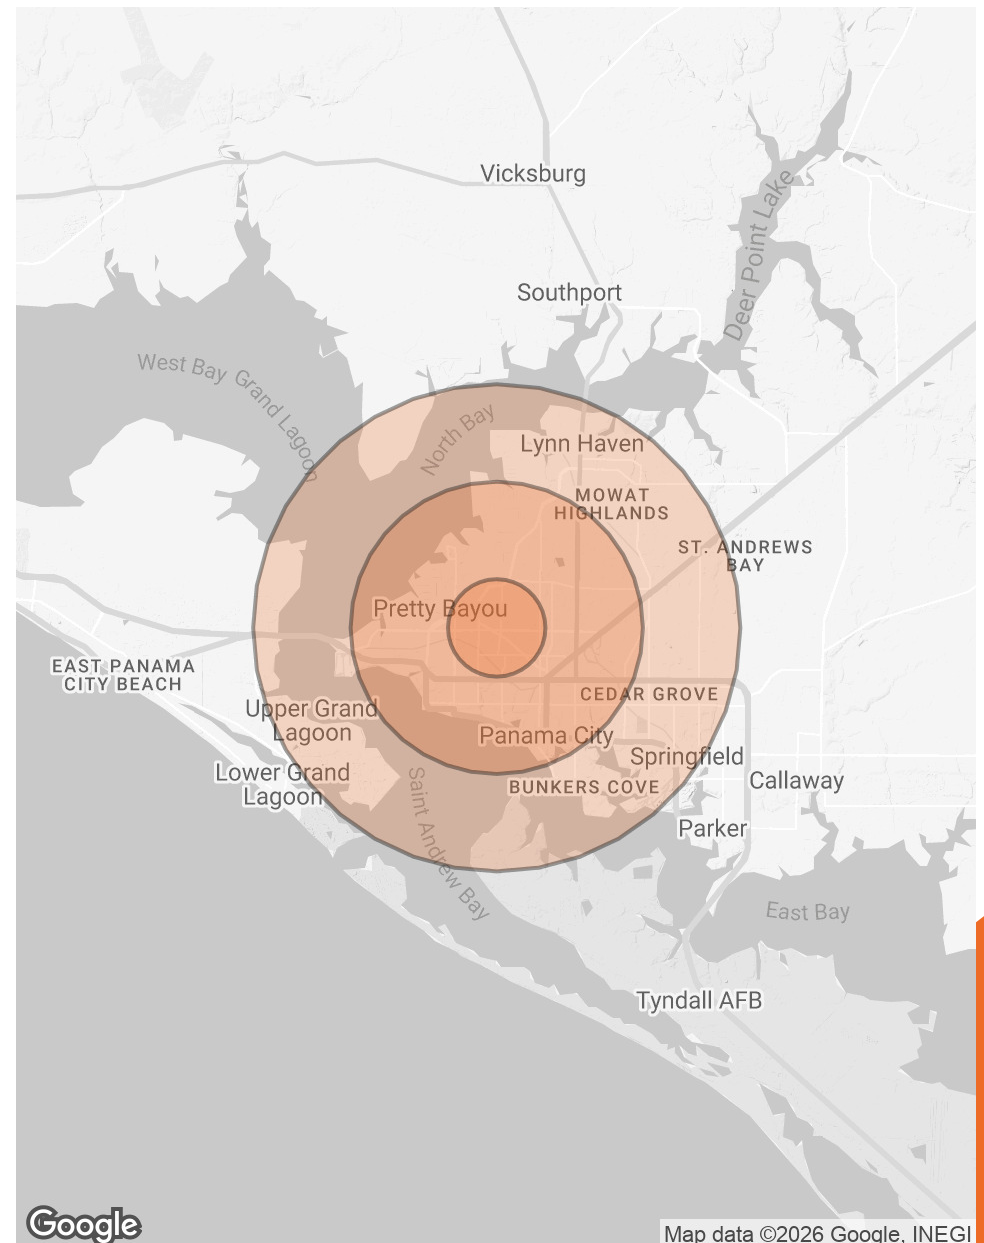 Vicksburg
Deer Point Lake
Southport
West Bay
Grand Lagoon
North Bay
Lynn Haven
MOWAT
HIGHLANDS
ST. ANDREWS
BAY
Pretty Bayou
EAST PANAMA
CITY BEACH
CEDAR GROVE
Upper Grand
Lagoon
Panama City
Springfield
Lower Grand
Lagoon
BUNKERS COVE
Callaway
Saint Andrew Bay
Parker
East Bay
Tyndall AFB
Google
Map data ©2026 Google, INEGI